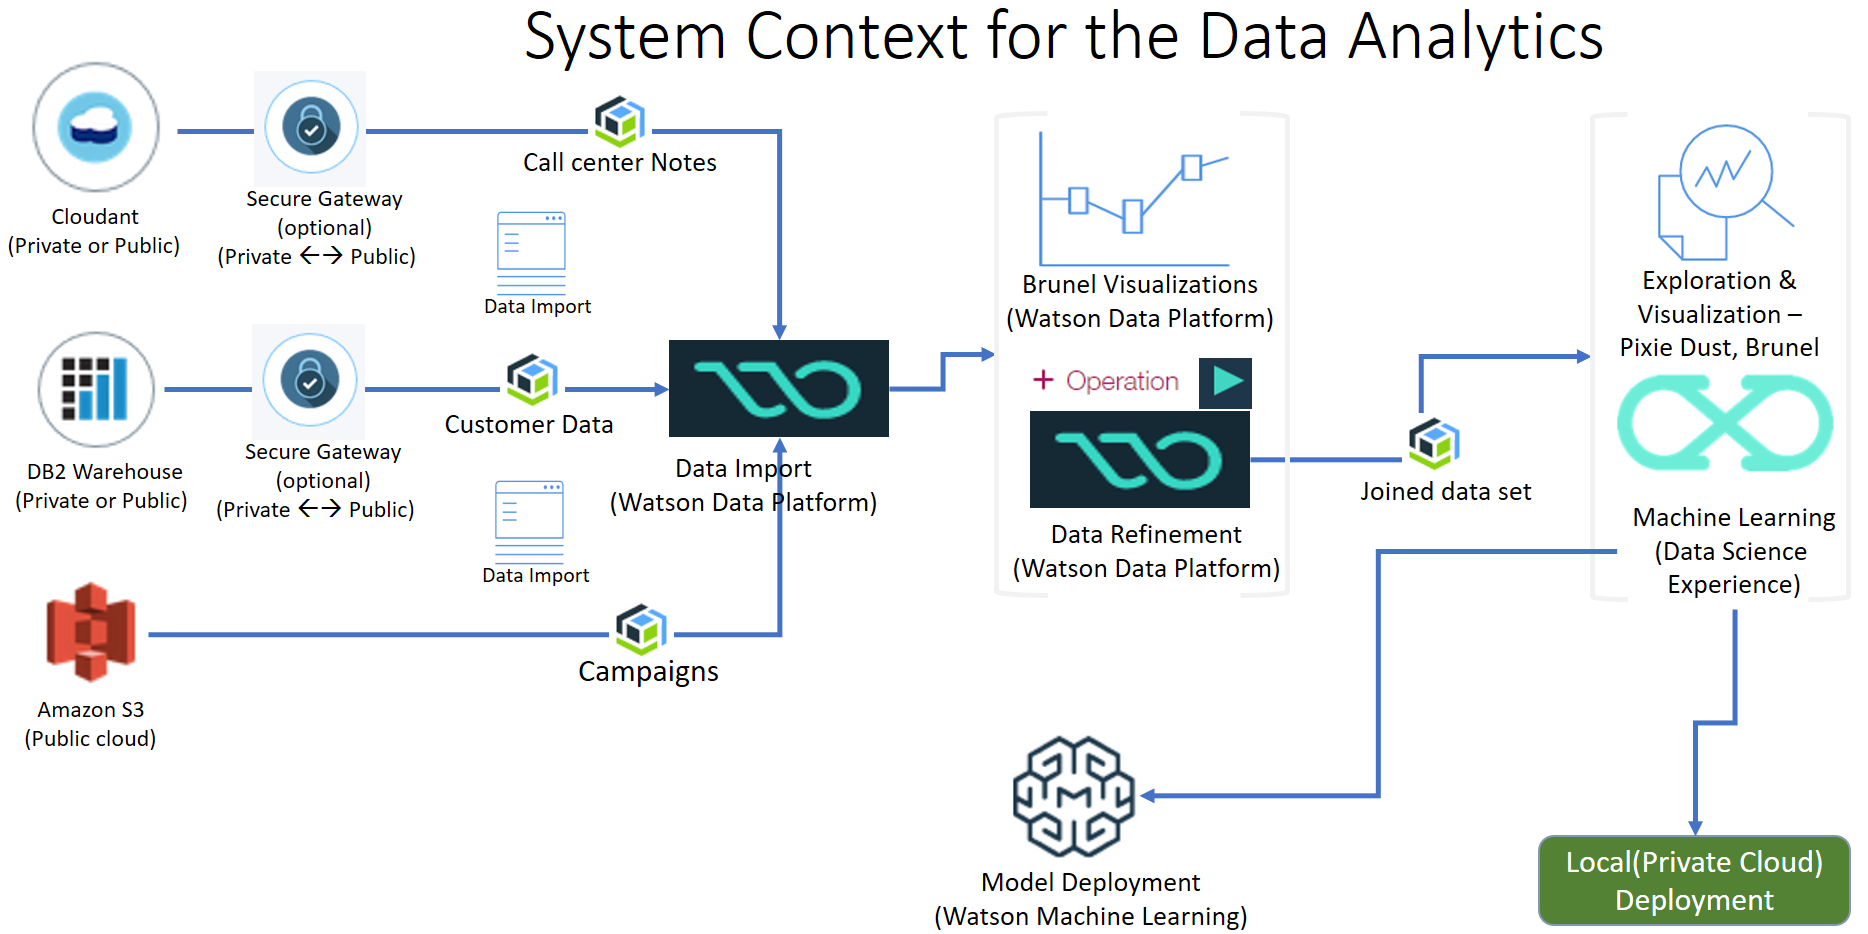 System Context for the Data Analytics
Call center Notes
Cloudant
(Private or Public)
Secure Gateway
(optional)
(Private ←→ Public)
Data Import
Brunel Visualizations
(Watson Data Platform)
Exploration &
Visualization –
Pixie Dust, Brunel
+ Operation
Customer Data
DB2 Warehouse
(Private or Public)
Secure Gateway
(optional)
(Private ←→ Public)
Data Import
(Watson Data Platform)
Data Import
Joined data set
Data Refinement
(Watson Data Platform)
Machine Learning
(Data Science
Experience)
Campaigns
Amazon S3
(Public cloud)
M
Model Deployment
(Watson Machine Learning)
Local(Private Cloud)
Deployment